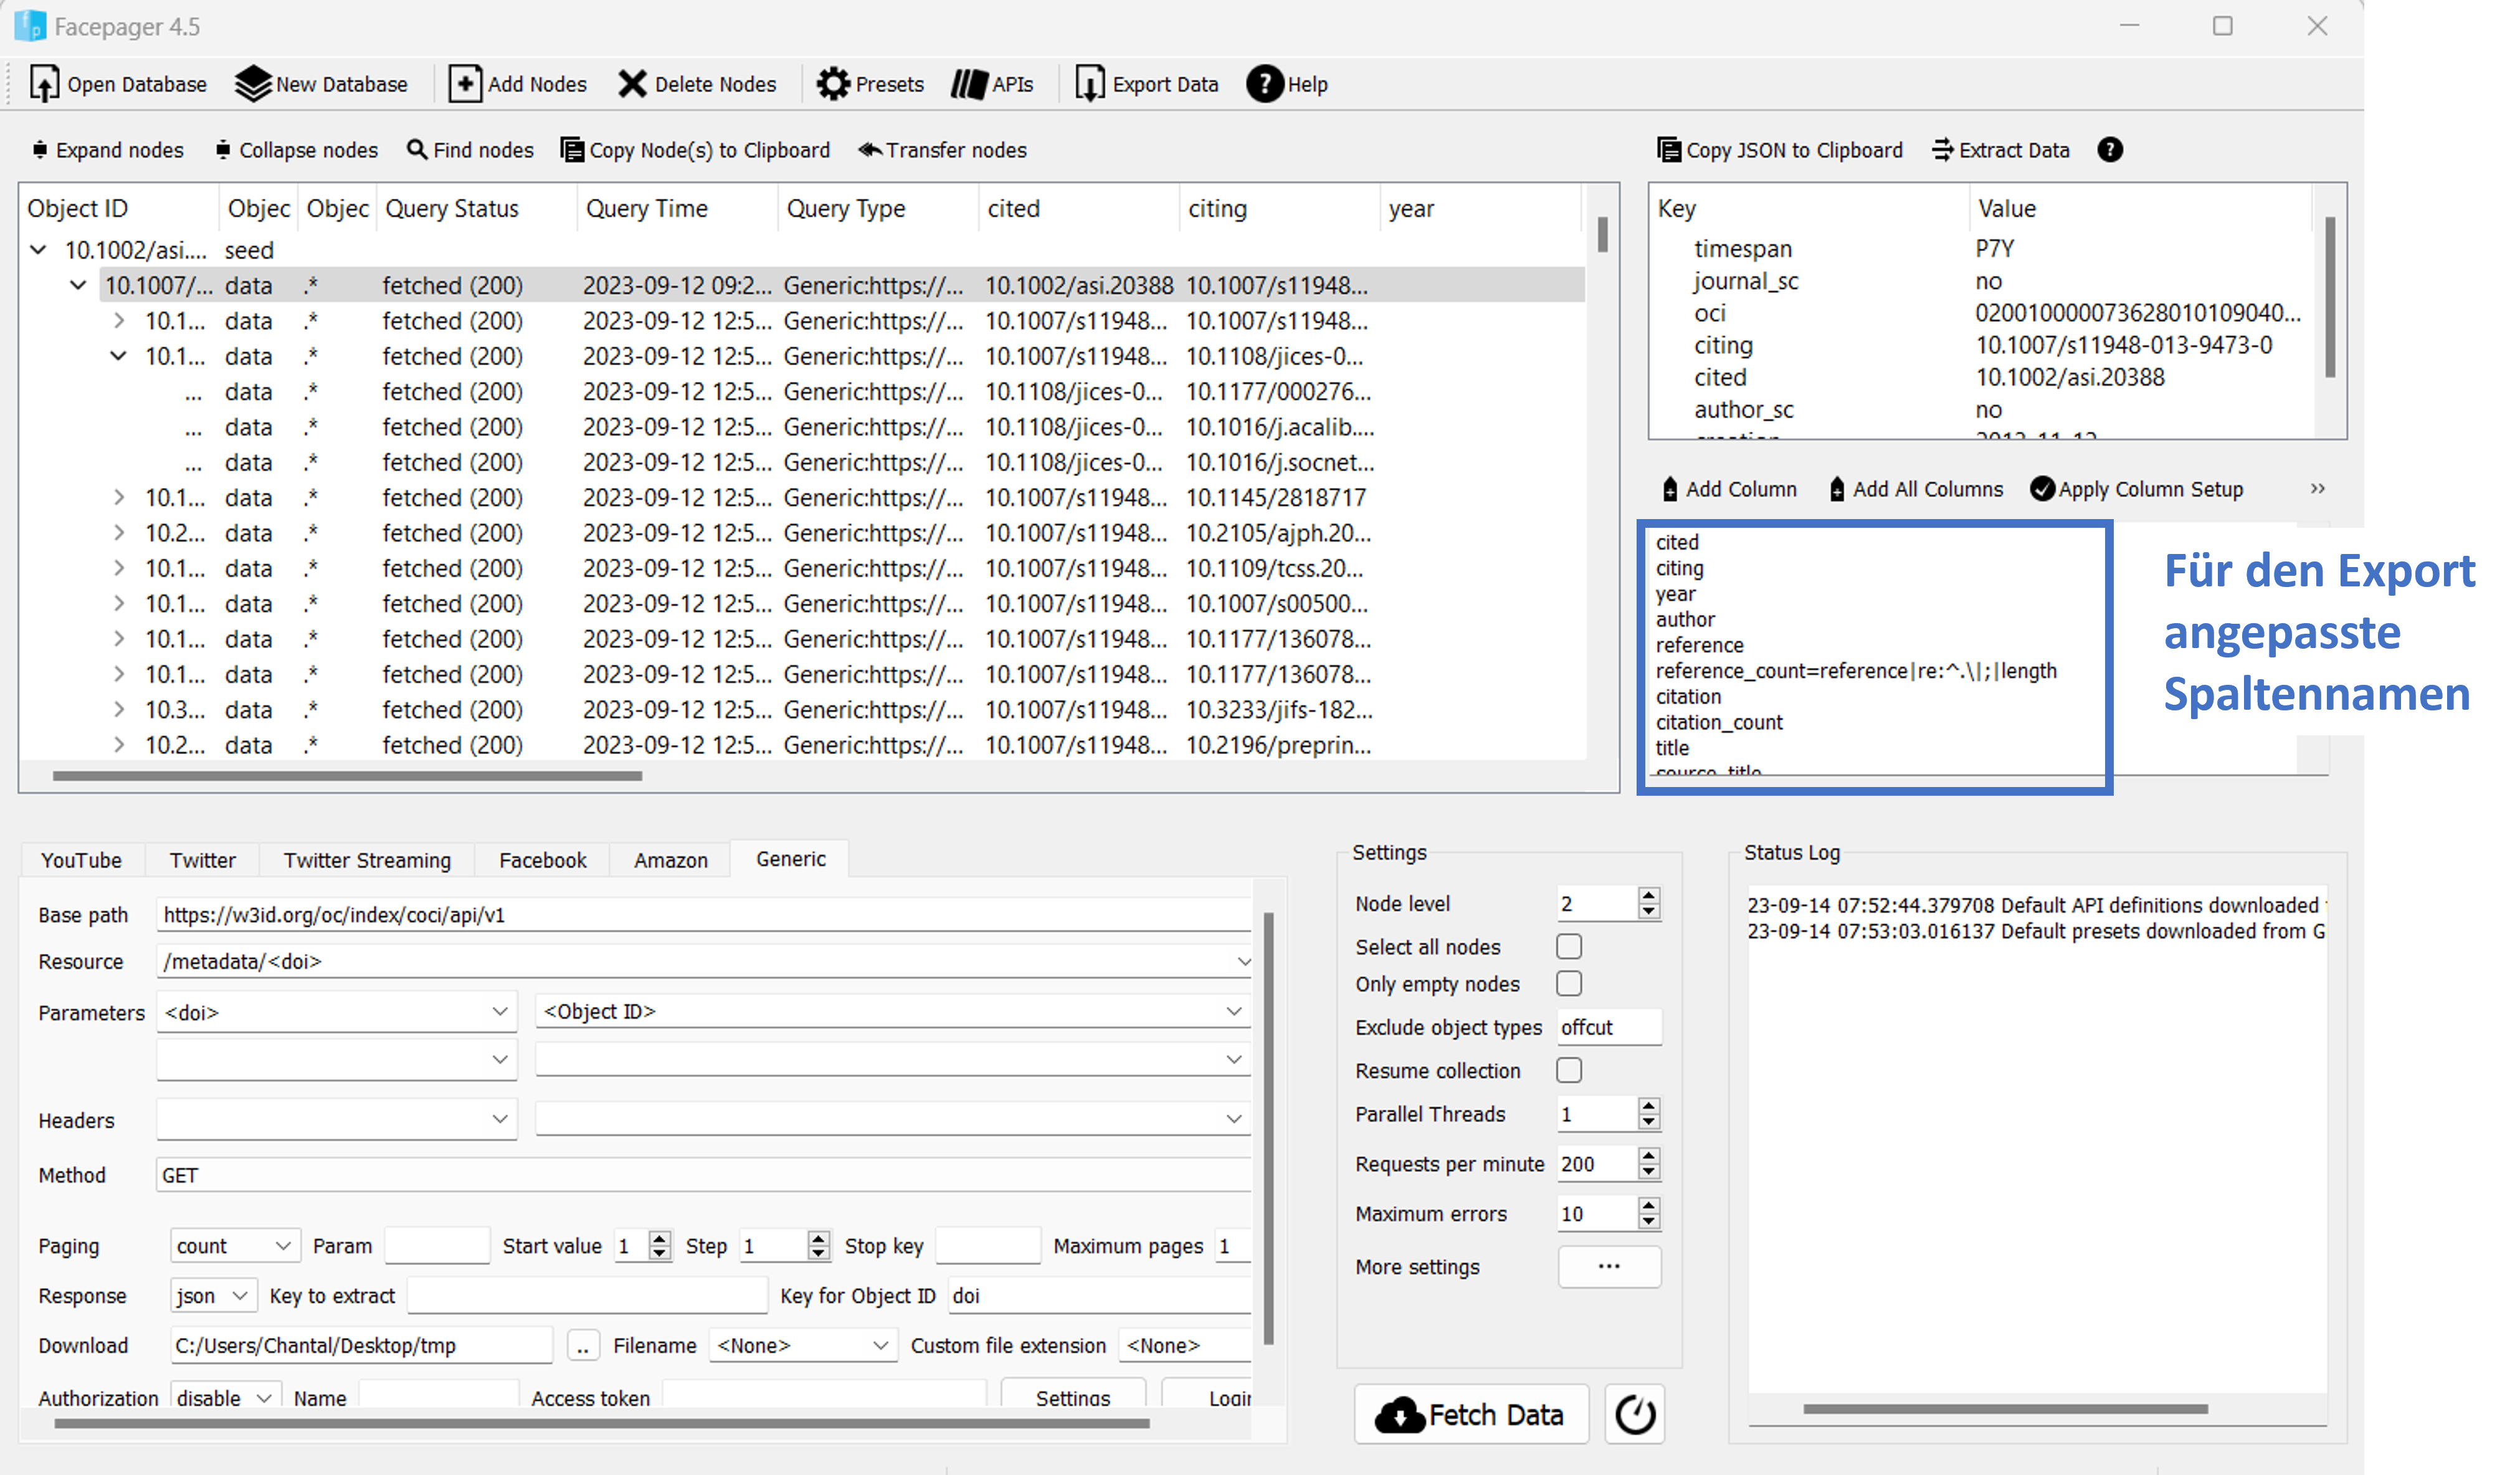 Facepager 4.5
Open Database New Database Add Nodes Delete Nodes Presets APIs Export Data Help
Expand nodes Collapse nodes Find nodes Copy Node(s) to Clipboard Transfer nodes
Object ID Objec Objec Query Status Query Time Query Type cited citing year
10.1002/asi.... seed
10.1007/... data .* fetched (200) 2023-09-12 09:2... Generic:https://... 10.1002/asi.20388 10.1007/s11948...
10.1... data .* fetched (200) 2023-09-12 12:5... Generic:https://... 10.1007/s11948... 10.1007/s11948...
10.1... data .* fetched (200) 2023-09-12 12:5... Generic:https://... 10.1007/s11948... 10.1108/jices-0...
... data .* fetched (200) 2023-09-12 12:5... Generic:https://... 10.1108/jices-0... 10.1177/000276...
... data .* fetched (200) 2023-09-12 12:5... Generic:https://... 10.1108/jices-0... 10.1016/j.acalib....
... data .* fetched (200) 2023-09-12 12:5... Generic:https://... 10.1108/jices-0... 10.1016/j.socnet...
10.1... data .* fetched (200) 2023-09-12 12:5... Generic:https://... 10.1007/s11948... 10.1145/2818717
10.2... data .* fetched (200) 2023-09-12 12:5... Generic:https://... 10.1007/s11948... 10.2105/ajph.20...
10.1... data .* fetched (200) 2023-09-12 12:5... Generic:https://... 10.1007/s11948... 10.1109/tcss.20...
10.1... data .* fetched (200) 2023-09-12 12:5... Generic:https://... 10.1007/s11948... 10.1007/s00500...
10.1... data .* fetched (200) 2023-09-12 12:5... Generic:https://... 10.1007/s11948... 10.1177/136078...
10.1... data .* fetched (200) 2023-09-12 12:5... Generic:https://... 10.1007/s11948... 10.1177/136078...
10.3... data .* fetched (200) 2023-09-12 12:5... Generic:https://... 10.1007/s11948... 10.3233/jifs-182...
10.2... data .* fetched (200) 2023-09-12 12:5... Generic:https://... 10.1007/s11948... 10.2196/preprin...
Copy JSON to Clipboard Extract Data
Key Value
timespan P7Y
journal_sc no
oci 02001000007362801010904​0...
citing 10.1007/s11948-013-9473-0
cited 10.1002/asi.20388
author_sc no
creation 2013-11-12
Add Column Add All Columns Apply Column Setup »
cited
citing
year
author
reference
reference_count=reference|re:^.\|;|length
citation
citation_count
title
source_title
Für den Export
angepasste
Spaltennamen
YouTube Twitter Twitter Streaming Facebook Amazon Generic
Base path https://w3id.org/oc/index/coci/api/v1
Resource /metadata/<doi>
Parameters <doi> <Object ID>
Headers
Method GET
Paging count Param Start value 1 Step 1 Stop key Maximum pages 1
Response json Key to extract Key for Object ID doi
Download C:/Users/Chantal/Desktop/tmp .. Filename <None> Custom file extension <None>
Authorization disable Name Access token Settings Login
Settings
Node level 2
Select all nodes
Only empty nodes
Exclude object types offcut
Resume collection
Parallel Threads 1
Requests per minute 200
Maximum errors 10
More settings ...
Fetch Data
Status Log
23-09-14 07:52:44.379708 Default API definitions downloaded
23-09-14 07:53:03.016137 Default presets downloaded from G